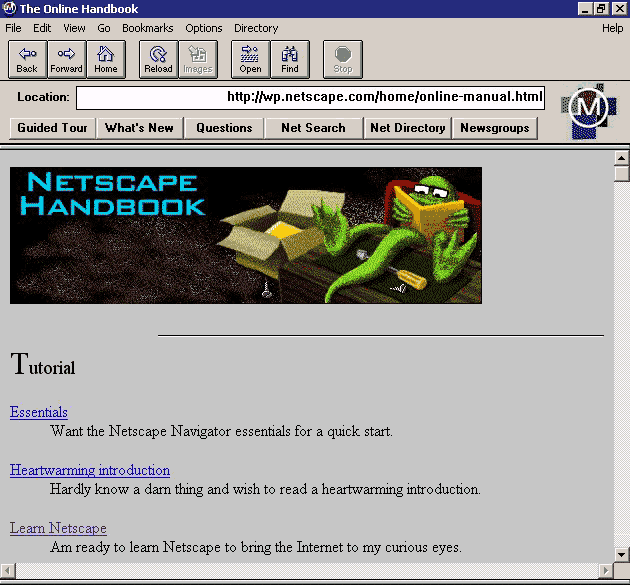 The Online Handbook
File Edit View Go Bookmarks Options Directory Help
Back Forward Home Reload Images Open Find Stop
Location: http://wp.netscape.com/home/online-manual.html
Guided Tour What's New Questions Net Search Net Directory Newsgroups
M
NETSCAPE
HANDBOOK
Tutorial
Essentials
Want the Netscape Navigator essentials for a quick start.
Heartwarming introduction
Hardly know a darn thing and wish to read a heartwarming introduction.
Learn Netscape
Am ready to learn Netscape to bring the Internet to my curious eyes.